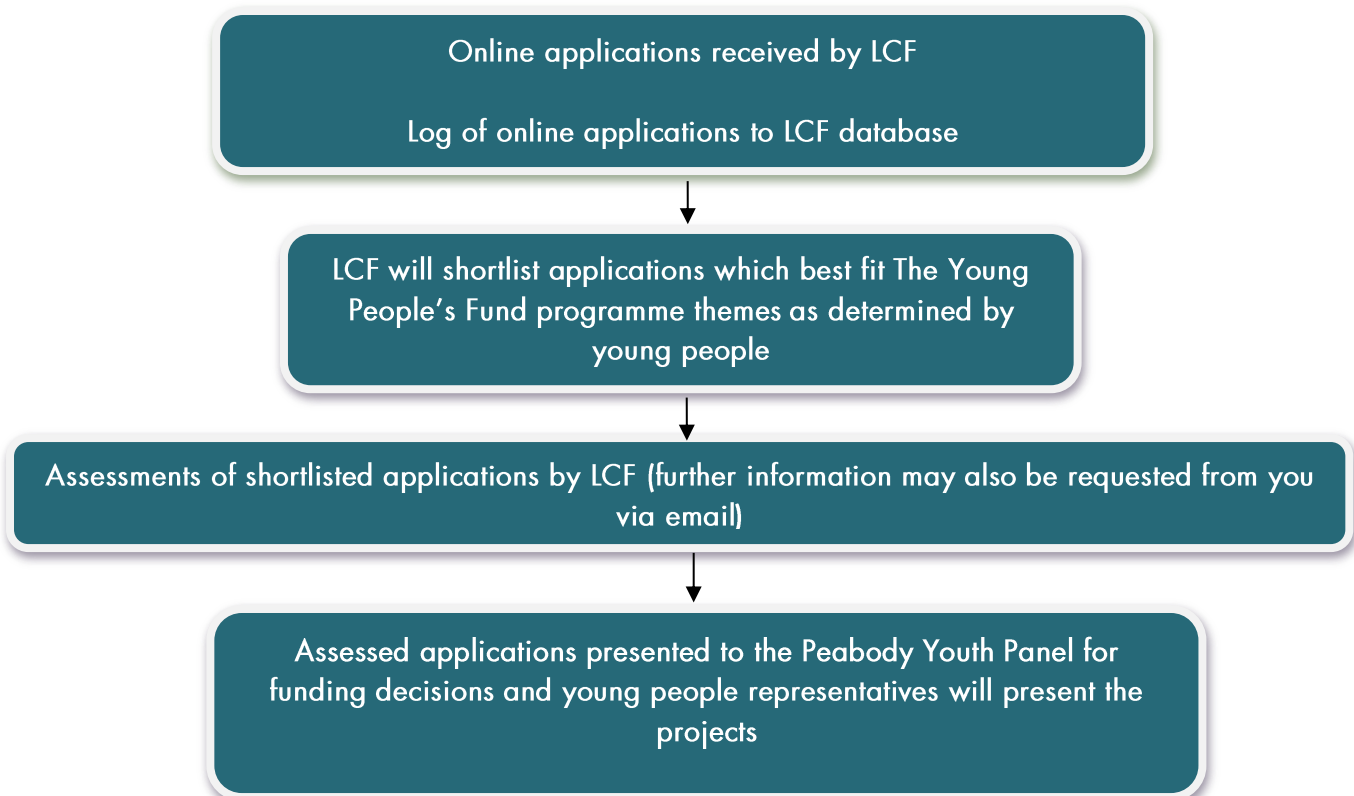 Online applications received by LCF
Log of online applications to LCF database
LCF will shortlist applications which best fit The Young
People’s Fund programme themes as determined by
young people
Assessments of shortlisted applications by LCF (further information may also be requested from you
via email)
Assessed applications presented to the Peabody Youth Panel for
funding decisions and young people representatives will present the
projects